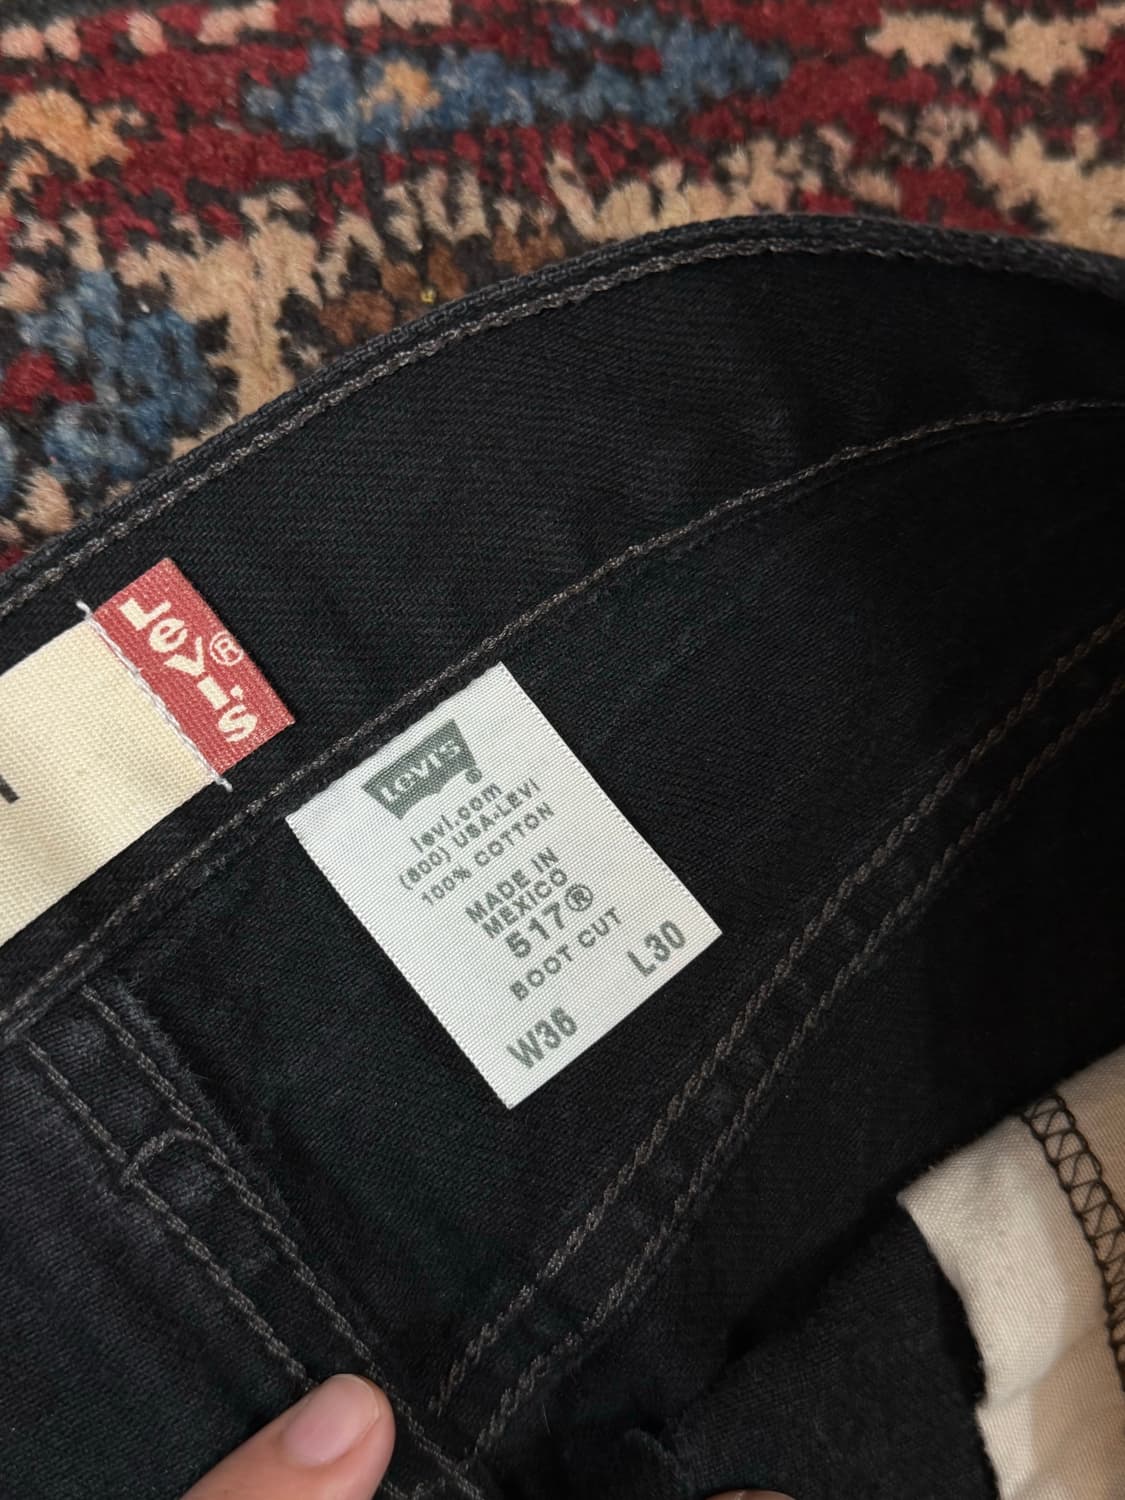 Levi's®
LEVI'S®
levi.com
(800) USA-LEVI
100% COTTON
MADE IN
MEXICO
517®
BOOT CUT
W36 L30